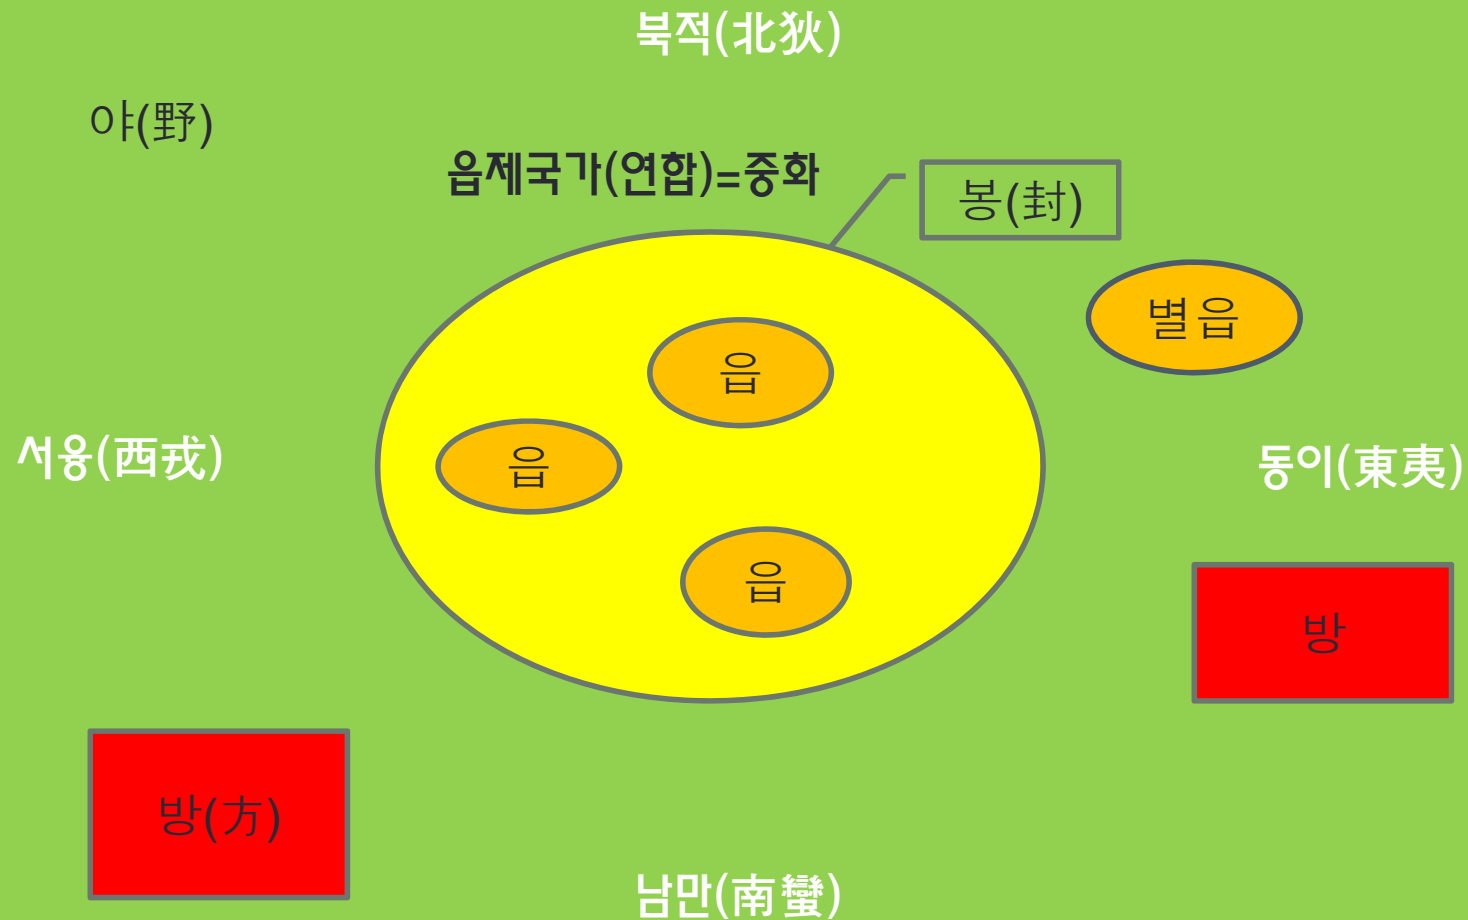 북적(北狄)
야(野)
읍제국가(연합)=중화
봉(封)
별읍
읍
서융(西戎)
읍
동이(東夷)
읍
방
방(方)
남만(南蠻)